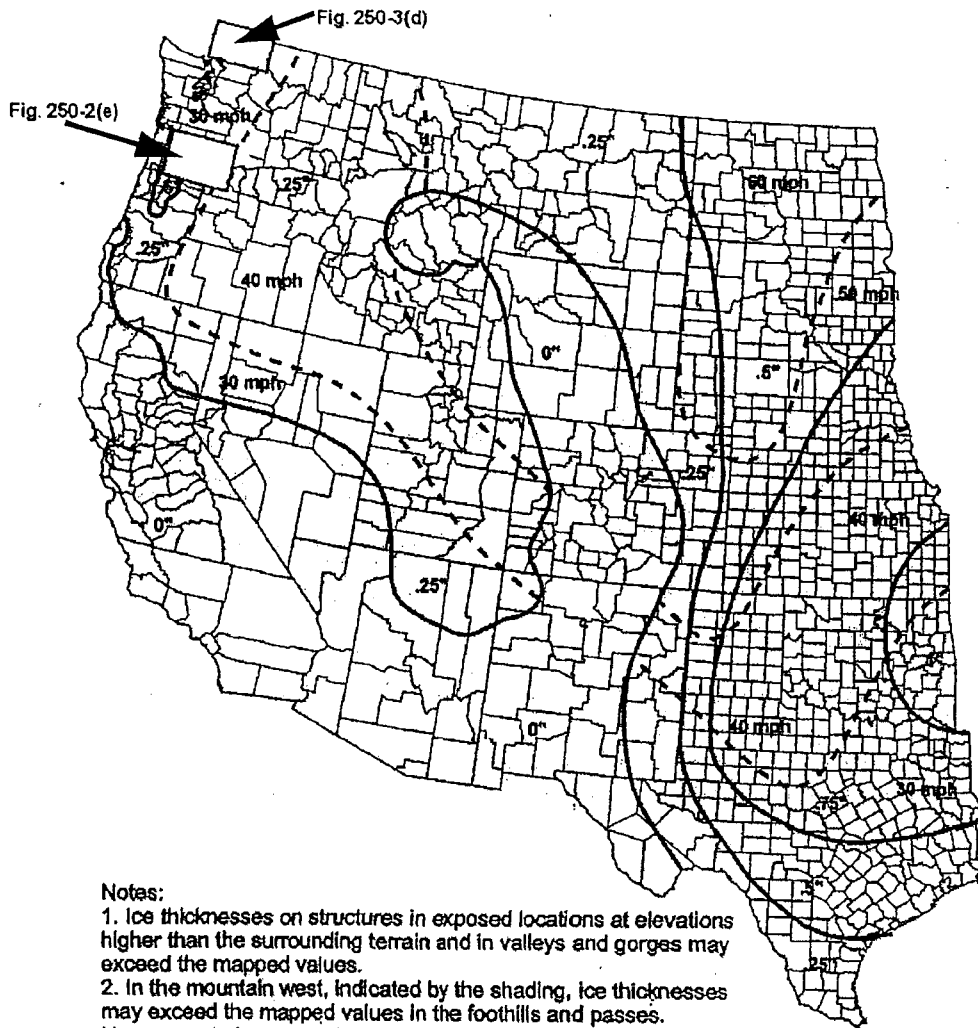 Fig. 250-3(d)
Fig. 250-2(e)
30 mph
.25"
60 mph
.25"
.25"
50 mph
40 mph
0"
.5"
30 mph
.25"
40 mph
0"
.25"
40 mph
0"
30 mph
.75"
.5"
.25"
Notes:
1. Ice thicknesses on structures in exposed locations at elevations
higher than the surrounding terrain and in valleys and gorges may
exceed the mapped values.
2. In the mountain west, indicated by the shading, ice thicknesses
may exceed the mapped values in the foothills and passes.